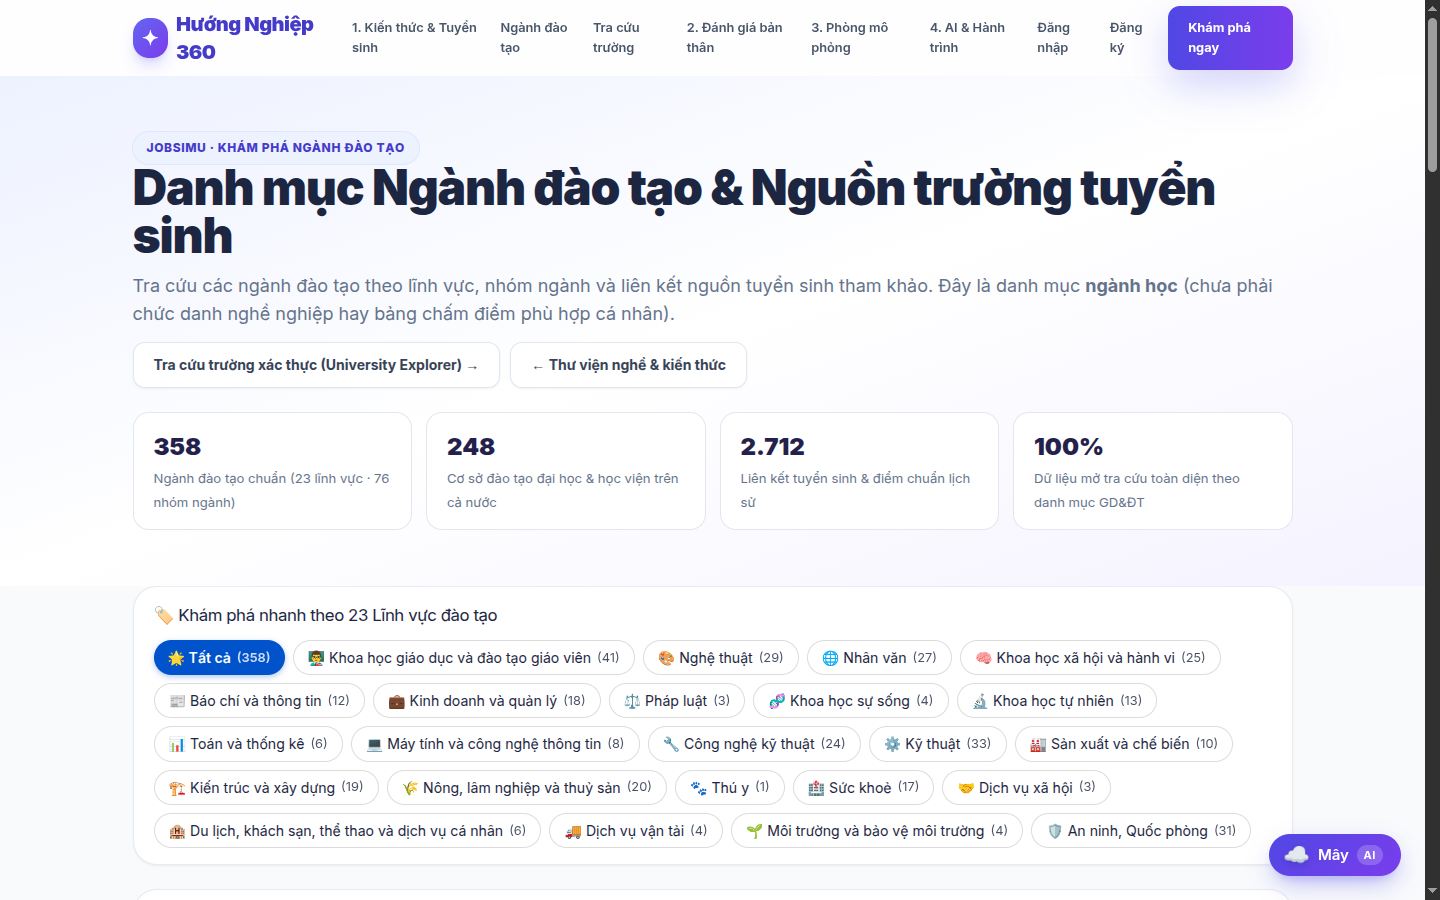 Hướng Nghiệp
360
1. Kiến thức & Tuyển
sinh
Ngành đào
tạo
Tra cứu
trường
2. Đánh giá bản
thân
3. Phòng mô
phỏng
4. AI & Hành
trình
Đăng
nhập
Đăng
ký
Khám phá
ngay
JOBSIMU · KHÁM PHÁ NGÀNH ĐÀO TẠO
Danh mục Ngành đào tạo & Nguồn trường tuyển
sinh
Tra cứu các ngành đào tạo theo lĩnh vực, nhóm ngành và liên kết nguồn tuyển sinh tham khảo. Đây là danh mục ngành học (chưa phải
chức danh nghề nghiệp hay bảng chấm điểm phù hợp cá nhân).
Tra cứu trường xác thực (University Explorer) →
← Thư viện nghề & kiến thức
358
Ngành đào tạo chuẩn (23 lĩnh vực · 76
nhóm ngành)
248
Cơ sở đào tạo đại học & học viện trên
cả nước
2.712
Liên kết tuyển sinh & điểm chuẩn lịch
sử
100%
Dữ liệu mở tra cứu toàn diện theo
danh mục GD&ĐT
🏷️ Khám phá nhanh theo 23 Lĩnh vực đào tạo
🌟 Tất cả (358)
👨‍🏫 Khoa học giáo dục và đào tạo giáo viên (41)
🎨 Nghệ thuật (29)
🌐 Nhân văn (27)
🧠 Khoa học xã hội và hành vi (25)
📰 Báo chí và thông tin (12)
💼 Kinh doanh và quản lý (18)
⚖️ Pháp luật (3)
🧬 Khoa học sự sống (4)
🔬 Khoa học tự nhiên (13)
📊 Toán và thống kê (6)
💻 Máy tính và công nghệ thông tin (8)
🔧 Công nghệ kỹ thuật (24)
⚙️ Kỹ thuật (33)
🏭 Sản xuất và chế biến (10)
🏗️ Kiến trúc và xây dựng (19)
🌾 Nông, lâm nghiệp và thuỷ sản (20)
🐾 Thú y (1)
🏥 Sức khoẻ (17)
🤝 Dịch vụ xã hội (3)
🏨 Du lịch, khách sạn, thể thao và dịch vụ cá nhân (6)
🚚 Dịch vụ vận tải (4)
🌱 Môi trường và bảo vệ môi trường (4)
🛡️ An ninh, Quốc phòng (31)
☁️ Mây AI